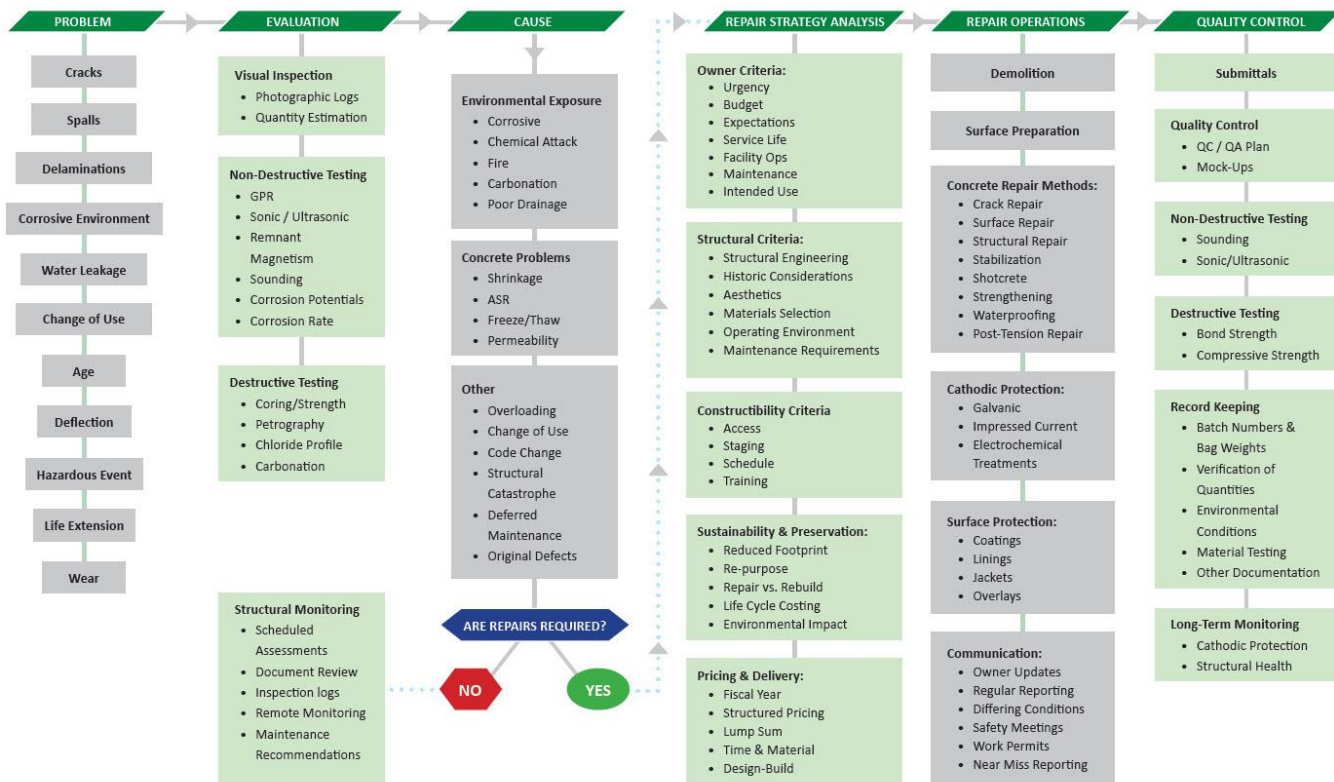 PROBLEM
Cracks
Spalls
Delaminations
Corrosive Environment
Water Leakage
Change of Use
Age
Deflection
Hazardous Event
Life Extension
Wear
EVALUATION
Visual Inspection
• Photographic Logs
• Quantity Estimation
Non-Destructive Testing
• GPR
• Sonic / Ultrasonic
• Remnant
Magnetism
• Sounding
• Corrosion Potentials
• Corrosion Rate
Destructive Testing
• Coring/Strength
• Petrography
• Chloride Profile
• Carbonation
Structural Monitoring
• Scheduled
Assessments
• Document Review
• Inspection logs
• Remote Monitoring
• Maintenance
Recommendations
CAUSE
Environmental Exposure
• Corrosive
• Chemical Attack
• Fire
• Carbonation
• Poor Drainage
Concrete Problems
• Shrinkage
• ASR
• Freeze/Thaw
• Permeability
Other
• Overloading
• Change of Use
• Code Change
• Structural
Catastrophe
• Deferred
Maintenance
• Original Defects
ARE REPAIRS REQUIRED?
NO
YES
REPAIR STRATEGY ANALYSIS
Owner Criteria:
• Urgency
• Budget
• Expectations
• Service Life
• Facility Ops
• Maintenance
• Intended Use
Structural Criteria:
• Structural Engineering
• Historic Considerations
• Aesthetics
• Materials Selection
• Operating Environment
• Maintenance Requirements
Constructibility Criteria
• Access
• Staging
• Schedule
• Training
Sustainability & Preservation:
• Reduced Footprint
• Re-purpose
• Repair vs. Rebuild
• Life Cycle Costing
• Environmental Impact
Pricing & Delivery:
• Fiscal Year
• Structured Pricing
• Lump Sum
• Time & Material
• Design-Build
REPAIR OPERATIONS
Demolition
Surface Preparation
Concrete Repair Methods:
• Crack Repair
• Surface Repair
• Structural Repair
• Stabilization
• Shotcrete
• Strengthening
• Waterproofing
• Post-Tension Repair
Cathodic Protection:
• Galvanic
• Impressed Current
• Electrochemical
Treatments
Surface Protection:
• Coatings
• Linings
• Jackets
• Overlays
Communication:
• Owner Updates
• Regular Reporting
• Differing Conditions
• Safety Meetings
• Work Permits
• Near Miss Reporting
QUALITY CONTROL
Submittals
Quality Control
• QC / QA Plan
• Mock-Ups
Non-Destructive Testing
• Sounding
• Sonic/Ultrasonic
Destructive Testing
• Bond Strength
• Compressive Strength
Record Keeping
• Batch Numbers &
Bag Weights
• Verification of
Quantities
• Environmental
Conditions
• Material Testing
• Other Documentation
Long-Term Monitoring
• Cathodic Protection
• Structural Health